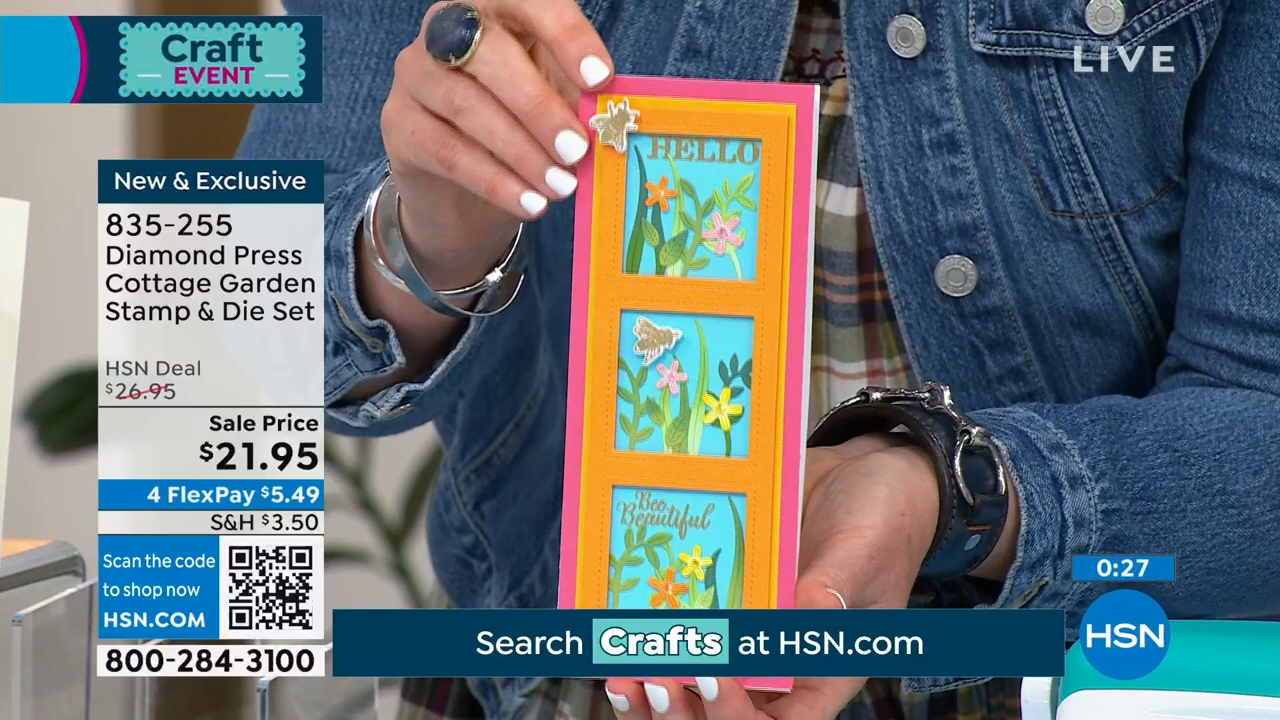 Craft
EVENT
LIVE
New & Exclusive
835-255
Diamond Press
Cottage Garden
Stamp & Die Set
HSN Deal
$26.95
Sale Price
$21.95
4 FlexPay $5.49
S&H $3.50
Scan the code
to shop now
HSN.COM
800-284-3100
HELLO
Bee
Beautiful
0:27
HSN
Search Crafts at HSN.com